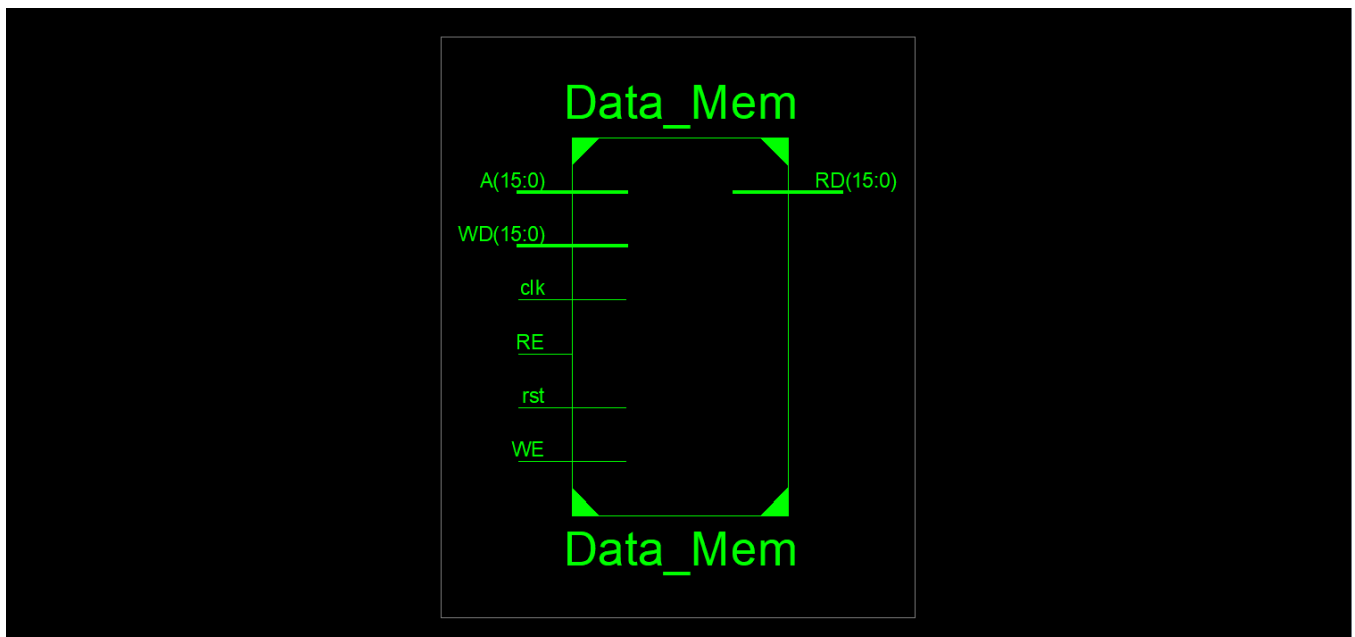 Data_Mem
A(15:0)
RD(15:0)
WD(15:0)
clk
RE
rst
WE
Data_Mem